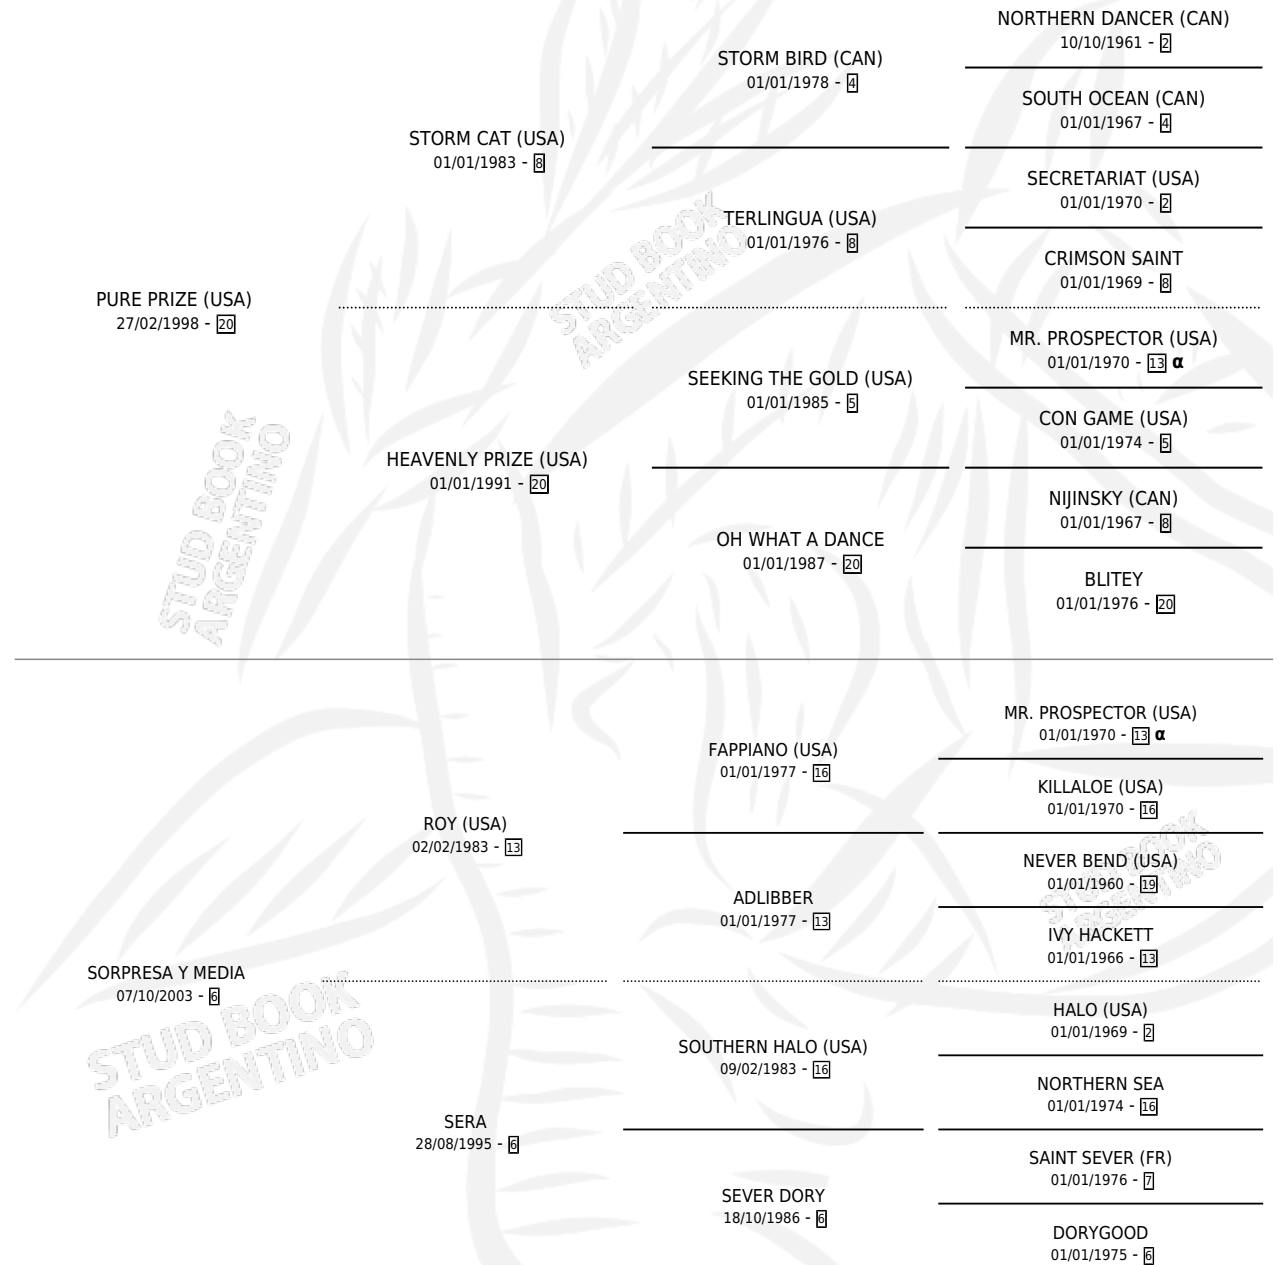 NORTHERN DANCER (CAN)
10/10/1961 - 2
STORM BIRD (CAN)
01/01/1978 - 4
SOUTH OCEAN (CAN)
01/01/1967 - 4
STORM CAT (USA)
01/01/1983 - 8
SECRETARIAT (USA)
01/01/1970 - 2
TERLINGUA (USA)
01/01/1976 - 8
CRIMSON SAINT
01/01/1969 - 8
STUD BOOK
ARGENTINO
PURE PRIZE (USA)
27/02/1998 - 20
MR. PROSPECTOR (USA)
01/01/1970 - 13 α
SEEKING THE GOLD (USA)
01/01/1985 - 5
CON GAME (USA)
01/01/1974 - 5
HEAVENLY PRIZE (USA)
01/01/1991 - 20
NIJINSKY (CAN)
01/01/1967 - 8
OH WHAT A DANCE
01/01/1987 - 20
BLITEY
01/01/1976 - 20
STUD BOOK
ARGENTINO
MR. PROSPECTOR (USA)
01/01/1970 - 13 α
FAPPIANO (USA)
01/01/1977 - 16
KILLALOE (USA)
01/01/1970 - 16
ROY (USA)
02/02/1983 - 13
NEVER BEND (USA)
01/01/1960 - 19
STUD BOOK
ARGENTINO
ADLIBBER
01/01/1977 - 13
IVY HACKETT
01/01/1966 - 13
SORPRESA Y MEDIA
07/10/2003 - 6
STUD BOOK
ARGENTINO
HALO (USA)
01/01/1969 - 2
SOUTHERN HALO (USA)
09/02/1983 - 16
NORTHERN SEA
01/01/1974 - 16
SERA
28/08/1995 - 6
SAINT SEVER (FR)
01/01/1976 - 7
SEVER DORY
18/10/1986 - 6
DORYGOOD
01/01/1975 - 6